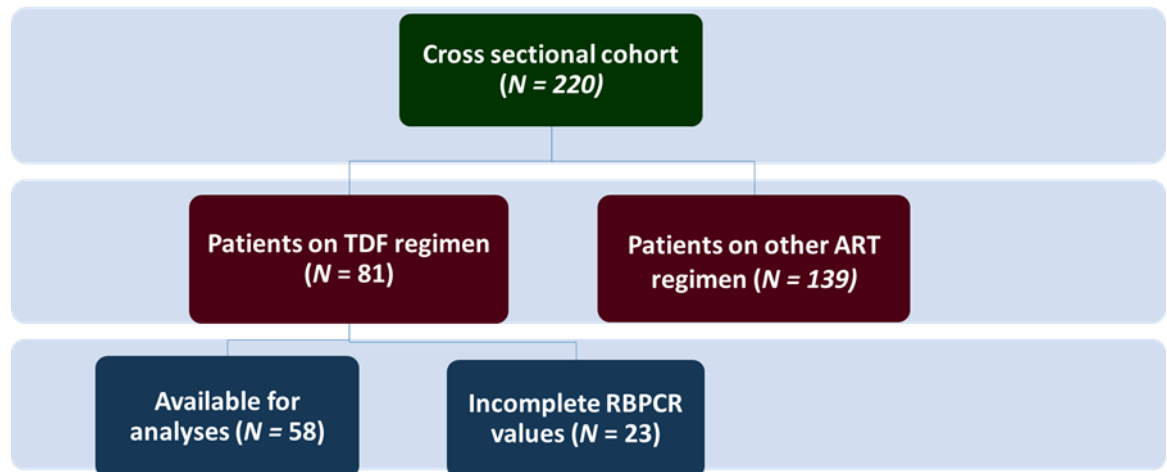 Cross sectional cohort
(N = 220)
Patients on TDF regimen
(N = 81)
Patients on other ART
regimen (N = 139)
Available for
analyses (N = 58)
Incomplete RBPCR
values (N = 23)